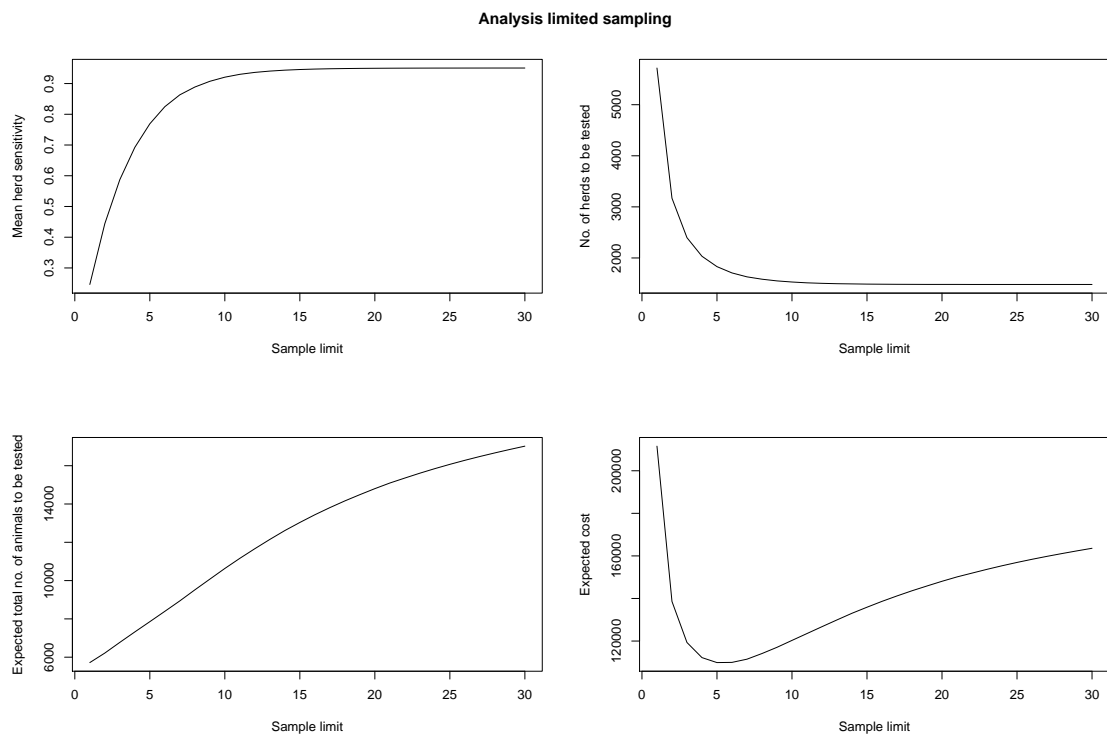 Analysis limited sampling
Mean herd sensitivity
0.3 0.4 0.5 0.6 0.7 0.8 0.9
0 5 10 15 20 25 30
Sample limit
No. of herds to be tested
2000 3000 4000 5000
0 5 10 15 20 25 30
Sample limit
Expected total no. of animals to be tested
6000 10000 14000
0 5 10 15 20 25 30
Sample limit
Expected cost
120000 160000 200000
0 5 10 15 20 25 30
Sample limit